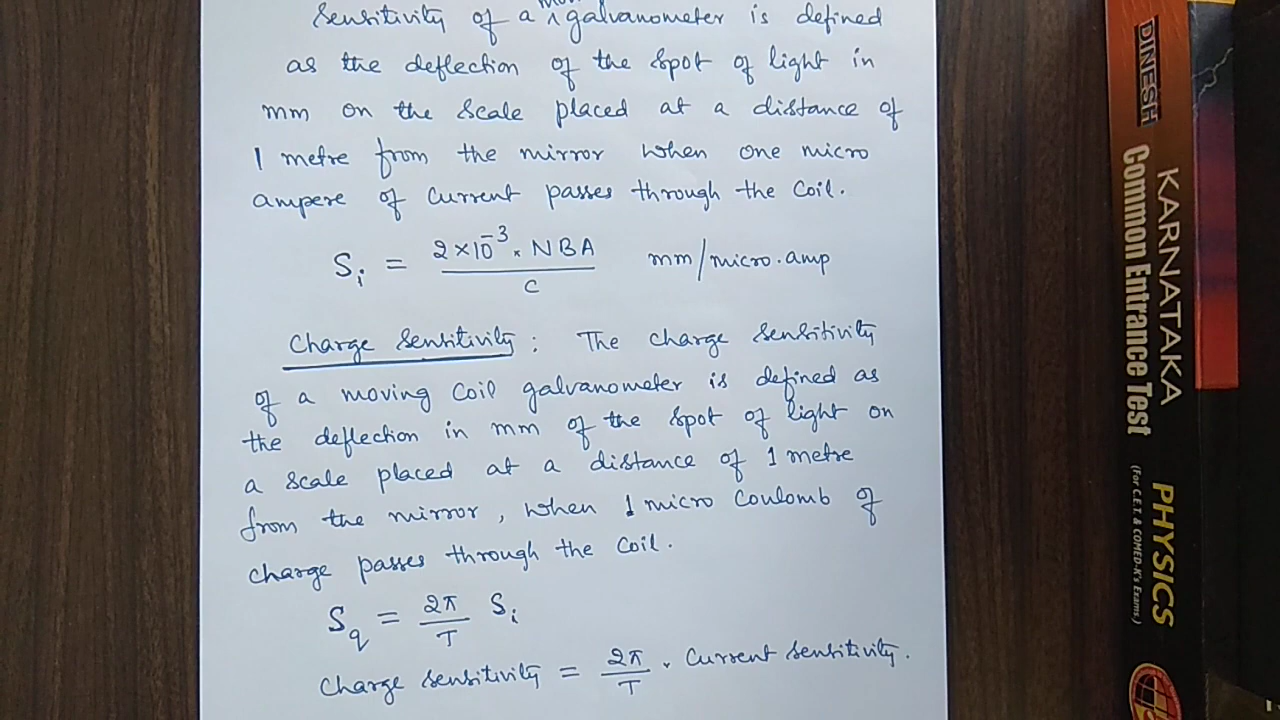 Sensitivity of a ∧ galvanometer is defined
as the deflection of the spot of light in
mm on the scale placed at a distance of
1 metre from the mirror when one micro
ampere of current passes through the coil.
Si = 2×10⁻³ × NBA / C mm/micro.amp
Charge Sensitivity : The charge sensitivity
of a moving coil galvanometer is defined as
the deflection in mm of the spot of light on
a scale placed at a distance of 1 metre
from the mirror, when 1 micro coulomb of
charge passes through the coil.
Sq = 2π/T Si
Charge sensitivity = 2π/T × Current sensitivity.
DINESH
KARNATAKA
Common Entrance Test
PHYSICS
(For C.E.T. & COMED-K's Exams.)